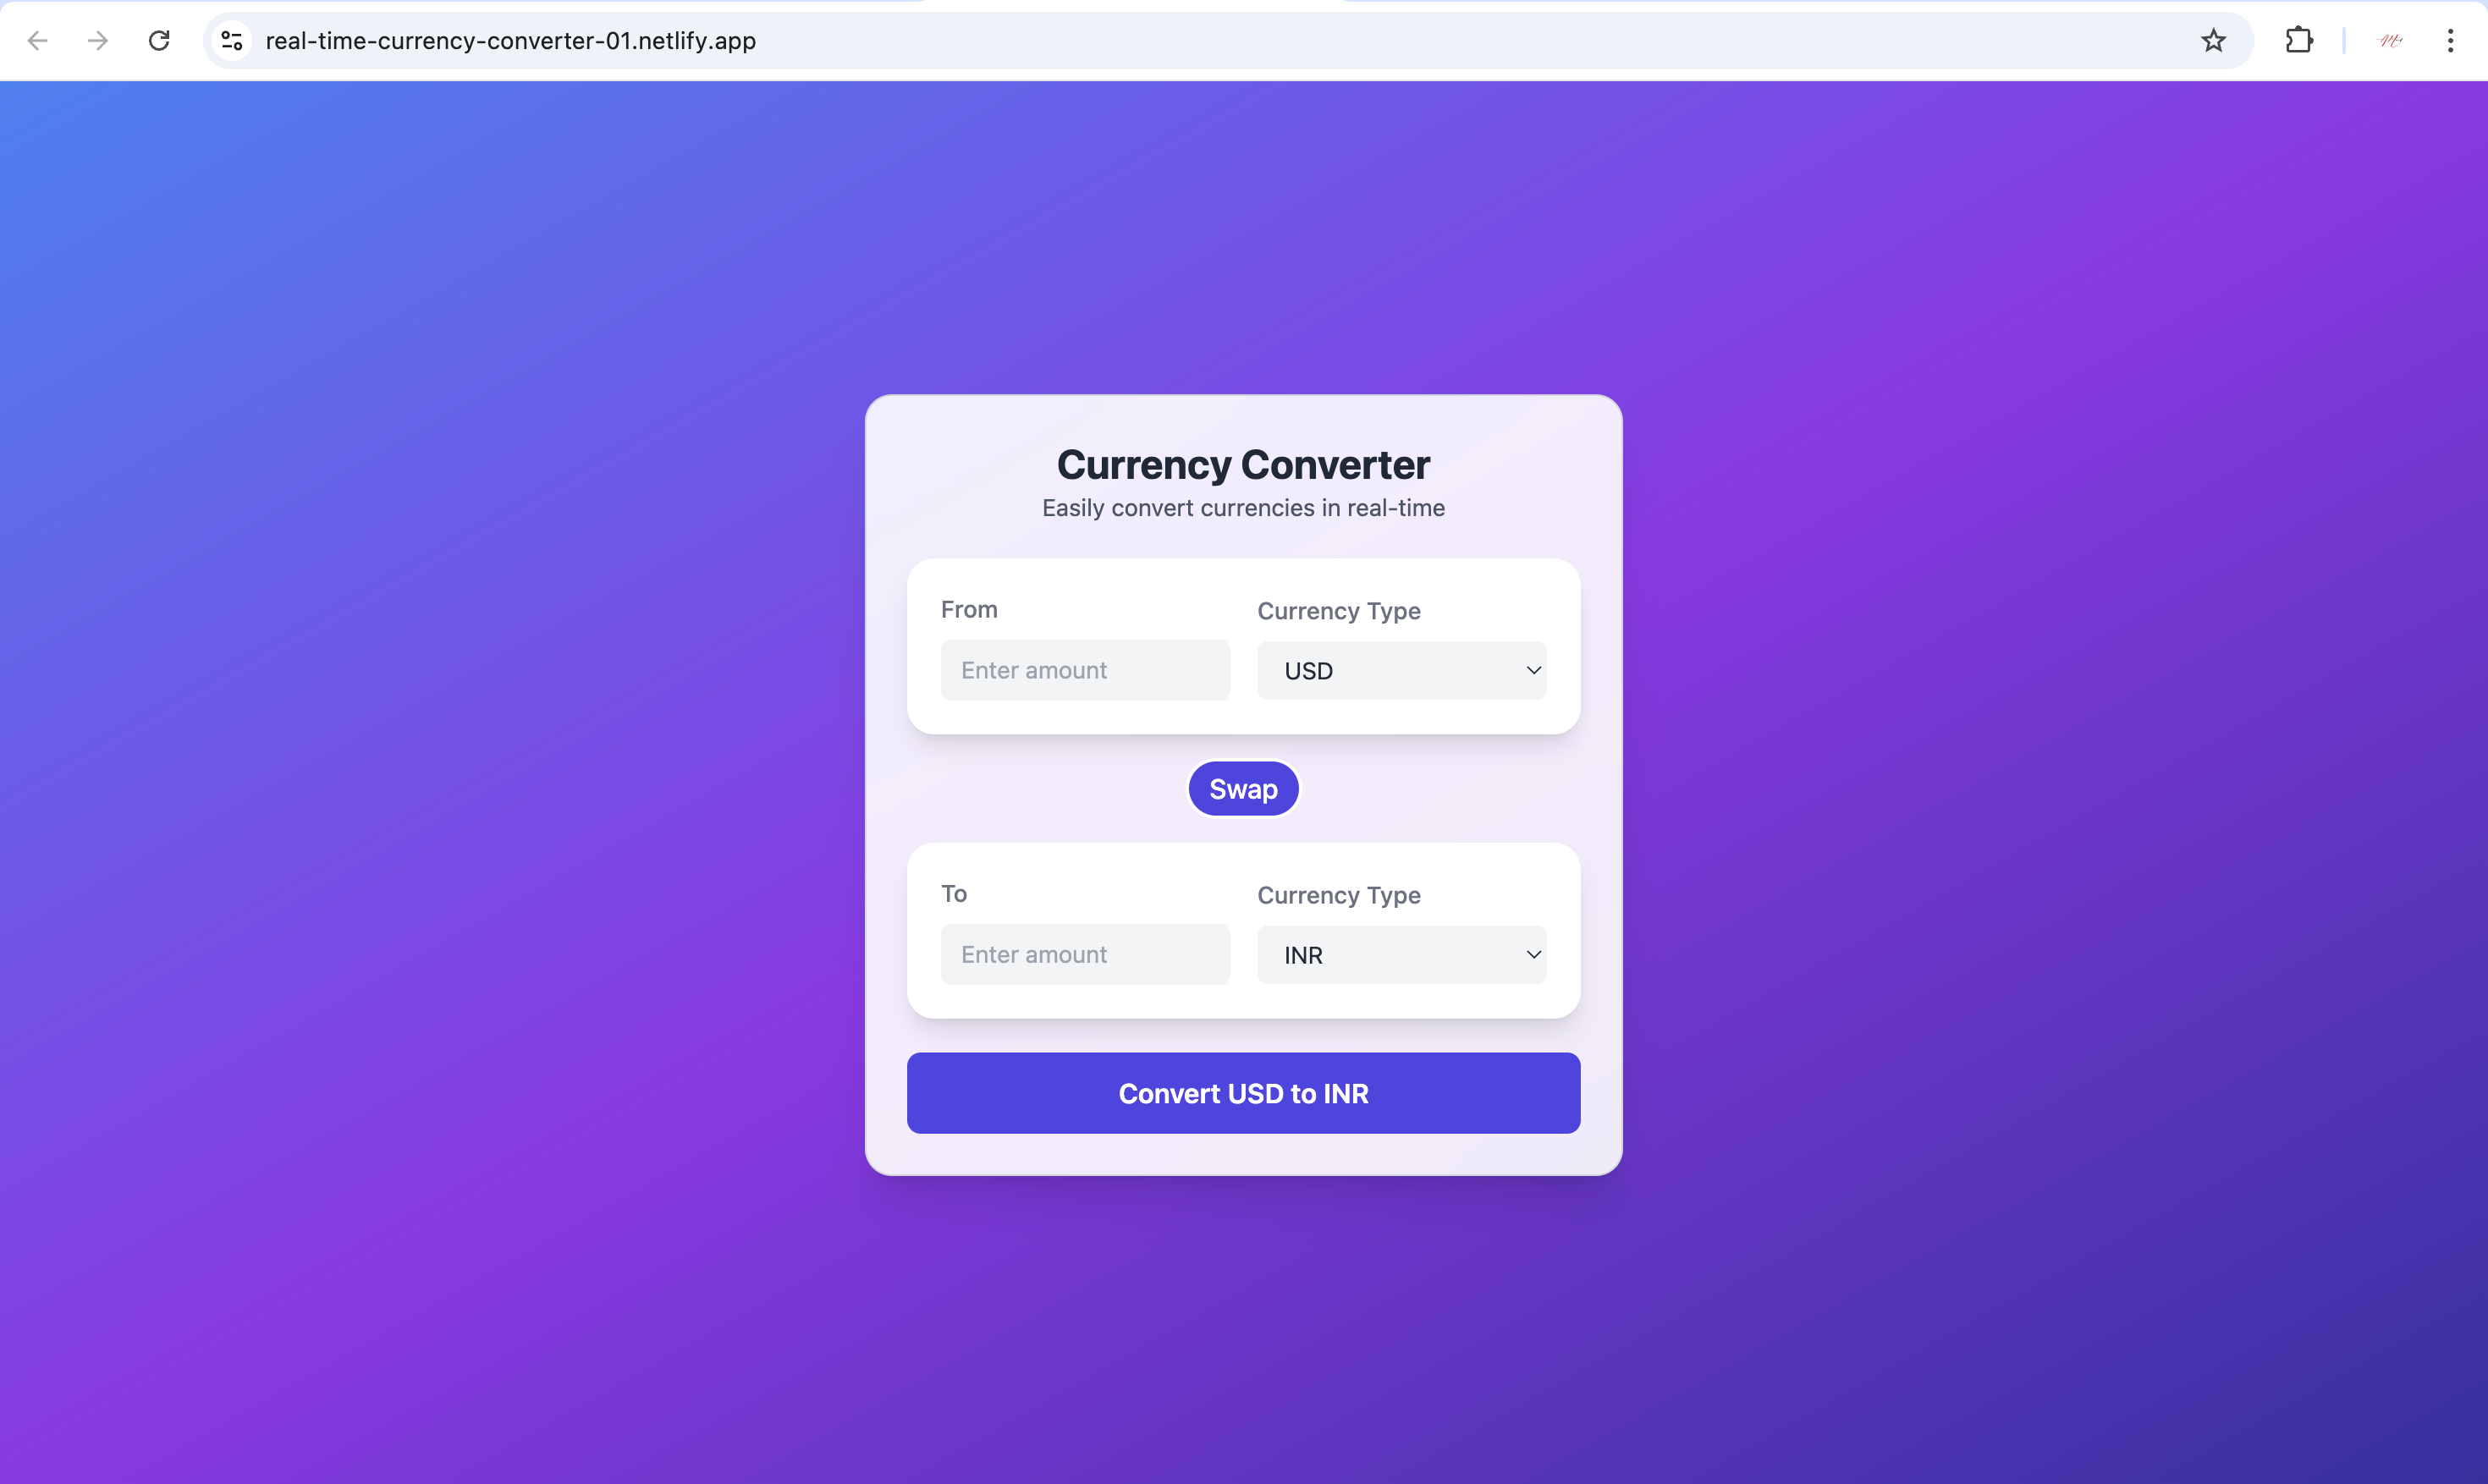 real-time-currency-converter-01.netlify.app
Currency Converter
Easily convert currencies in real-time
From
Currency Type
Enter amount
USD
Swap
To
Currency Type
Enter amount
INR
Convert USD to INR